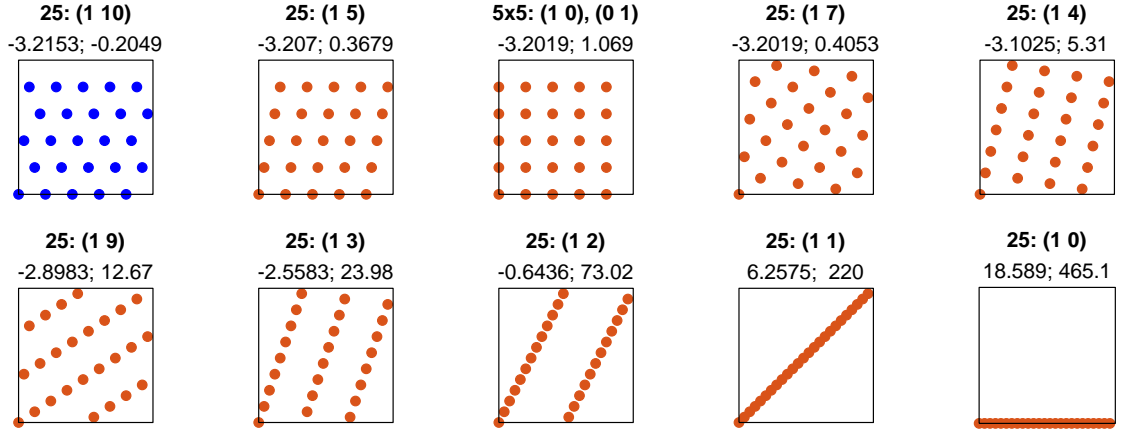 25: (1 10)
-3.2153; -0.2049
25: (1 5)
-3.207; 0.3679
5x5: (1 0), (0 1)
-3.2019; 1.069
25: (1 7)
-3.2019; 0.4053
25: (1 4)
-3.1025; 5.31
25: (1 9)
-2.8983; 12.67
25: (1 3)
-2.5583; 23.98
25: (1 2)
-0.6436; 73.02
25: (1 1)
6.2575;  220
25: (1 0)
18.589; 465.1